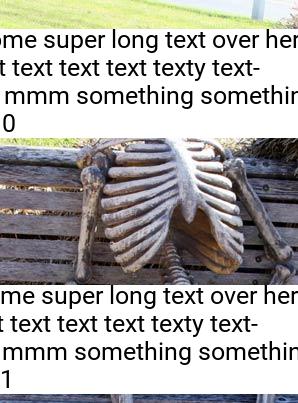 ome super long text over her
t text text text texty text-
mmm something somethin
0
me super long text over her
t text text text texty text-
mmm something somethin
1